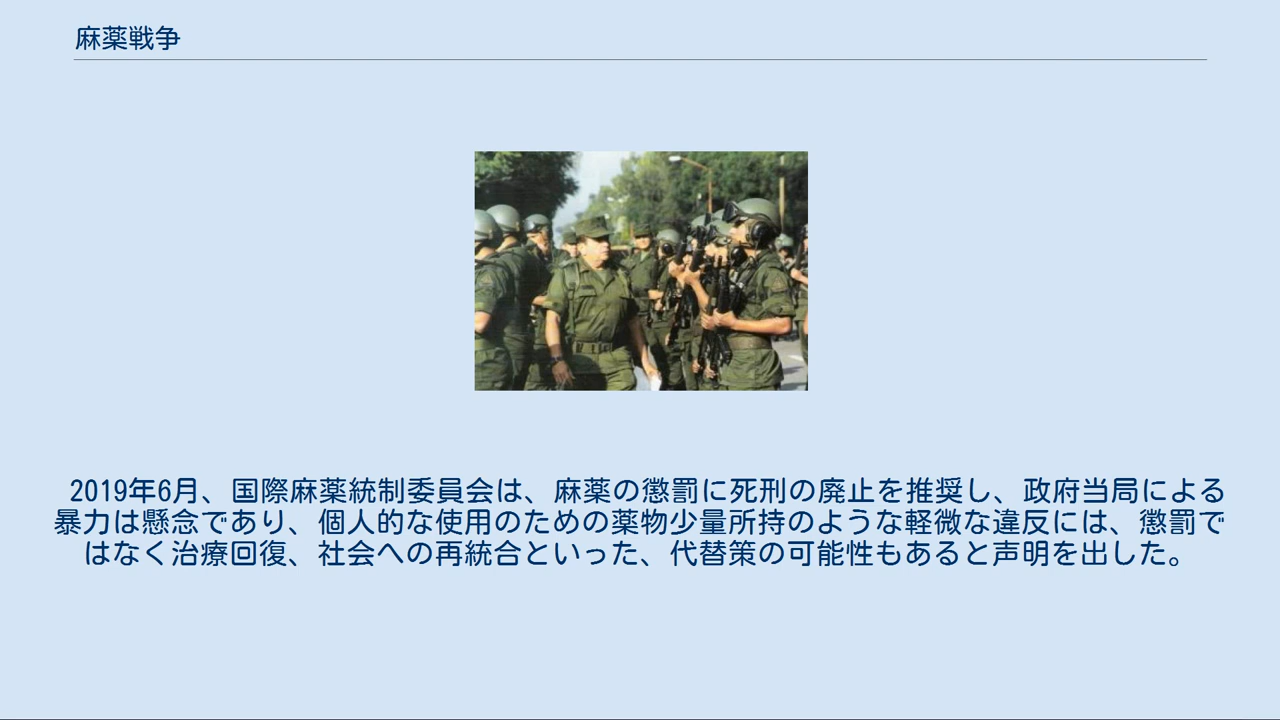 麻薬戦争
2019年6月、国際麻薬統制委員会は、麻薬の懲罰に死刑の廃止を推奨し、政府当局による
暴力は懸念であり、個人的な使用のための薬物少量所持のような軽微な違反には、懲罰で
はなく治療回復、社会への再統合といった、代替策の可能性もあると声明を出した。